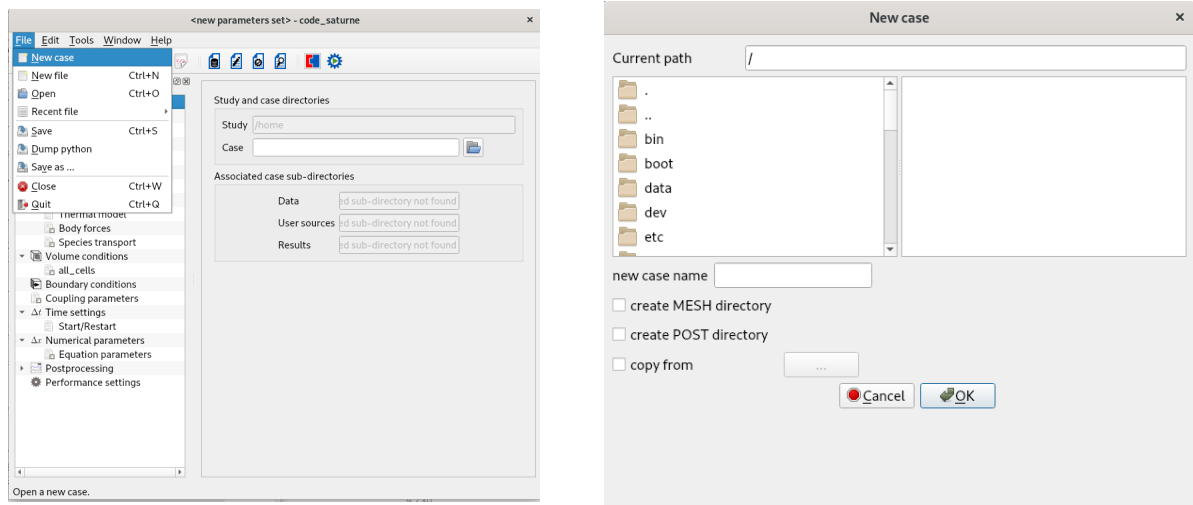 <new parameters set> - code_saturne
File Edit Tools Window Help
New case
New file Ctrl+N
Open Ctrl+O
Recent file
Save Ctrl+S
Dump python
Save as ...
Close Ctrl+W
Quit Ctrl+Q
Thermal model
Body forces
Species transport
Volume conditions
all_cells
Boundary conditions
Coupling parameters
Δt Time settings
Start/Restart
Δx Numerical parameters
Equation parameters
Postprocessing
Performance settings
Study and case directories
Study /home
Case
Associated case sub-directories
Data ed sub-directory not found
User sources ed sub-directory not found
Results ed sub-directory not found
Open a new case.
New case
Current path /
.
..
bin
boot
data
dev
etc
new case name
create MESH directory
create POST directory
copy from ...
Cancel OK